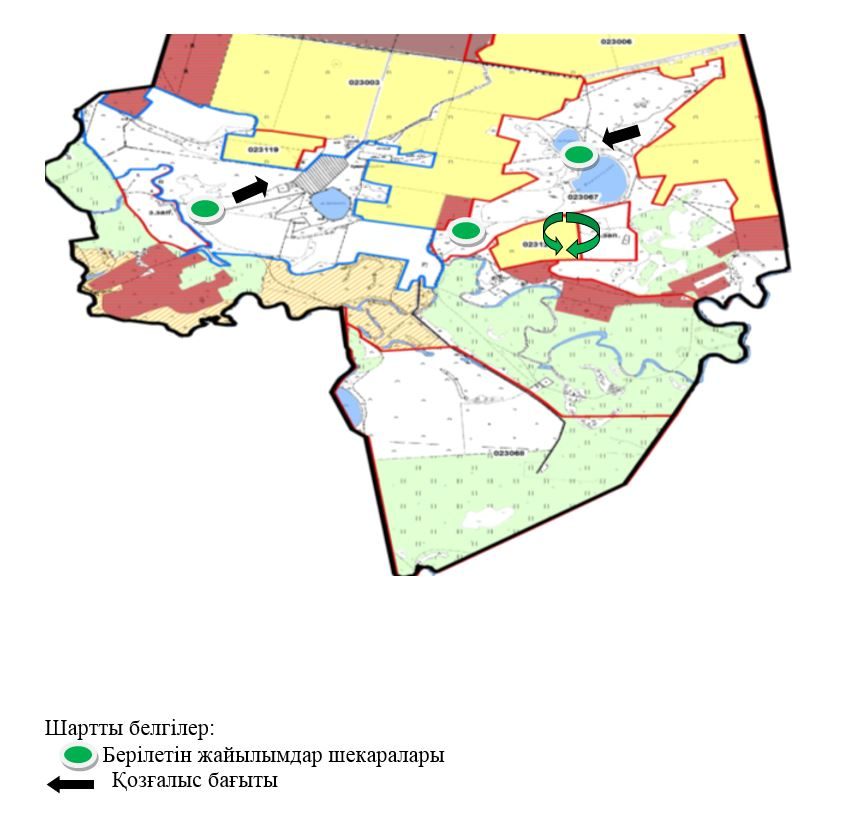 023006
023003
023119
023067
023068
Шартты белгілер:
Берілетін жайылымдар шекаралары
Қозғалыс бағыты